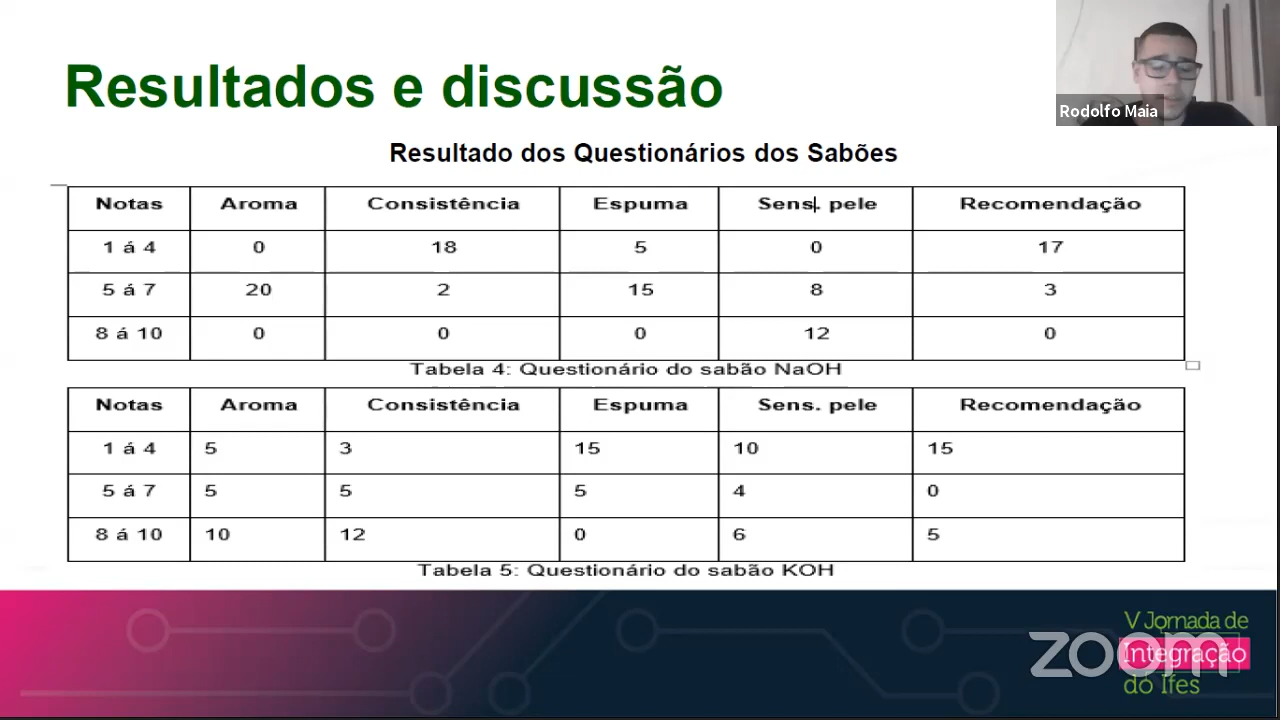 Resultados e discussão
Rodolfo Maia
Resultado dos Questionários dos Sabões
Notas Aroma Consistência Espuma Sens. pele Recomendação
1 á 4 0 18 5 0 17
5 á 7 20 2 15 8 3
8 á 10 0 0 0 12 0
Tabela 4: Questionário do sabão NaOH
Notas Aroma Consistência Espuma Sens. pele Recomendação
1 á 4 5 3 15 10 15
5 á 7 5 5 5 4 0
8 á 10 10 12 0 6 5
Tabela 5: Questionário do sabão KOH
V Jornada de
Integração
do Ifes
zoom